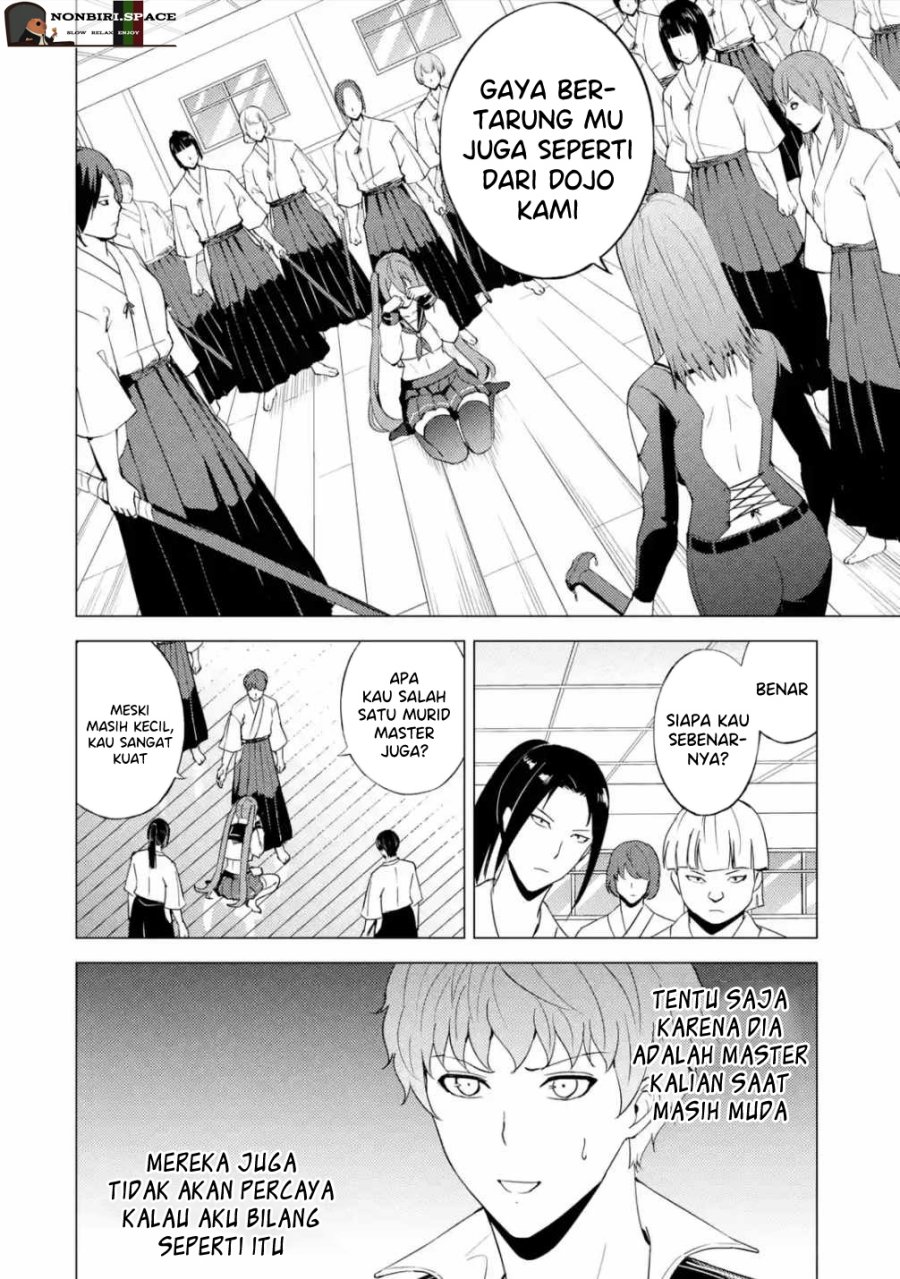 NONBIRI.SPACE
SLOW RELAX ENJOY
GAYA BER-
TARUNG MU
JUGA SEPERTI
DARI DOJO
KAMI
BENAR
SIAPA KAU
SEBENAR-
NYA?
APA
KAU SALAH
SATU MURID
MASTER
JUGA?
MESKI
MASIH KECIL,
KAU SANGAT
KUAT
TENTU SAJA
KARENA DIA
ADALAH MASTER
KALIAN SAAT
MASIH MUDA
MEREKA JUGA
TIDAK AKAN PERCAYA
KALAU AKU BILANG
SEPERTI ITU